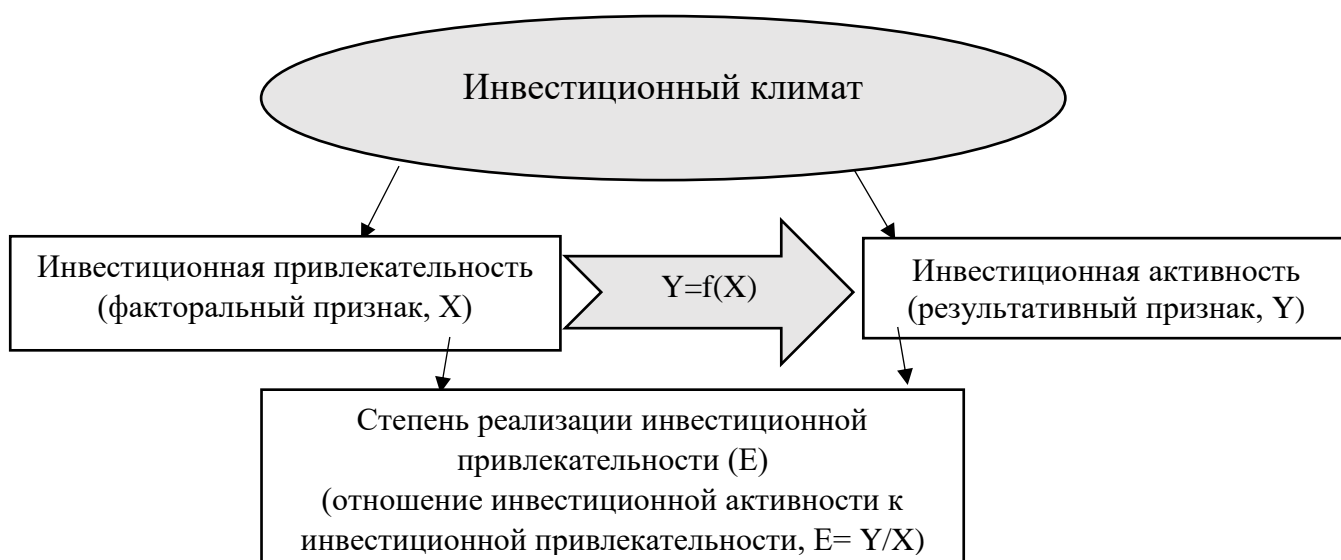 Инвестиционный климат
Инвестиционная привлекательность
(факторальный признак, X)
Y=f(X)
Инвестиционная активность
(результативный признак, Y)
Степень реализации инвестиционной
привлекательности (E)
(отношение инвестиционной активности к
инвестиционной привлекательности, E= Y/X)